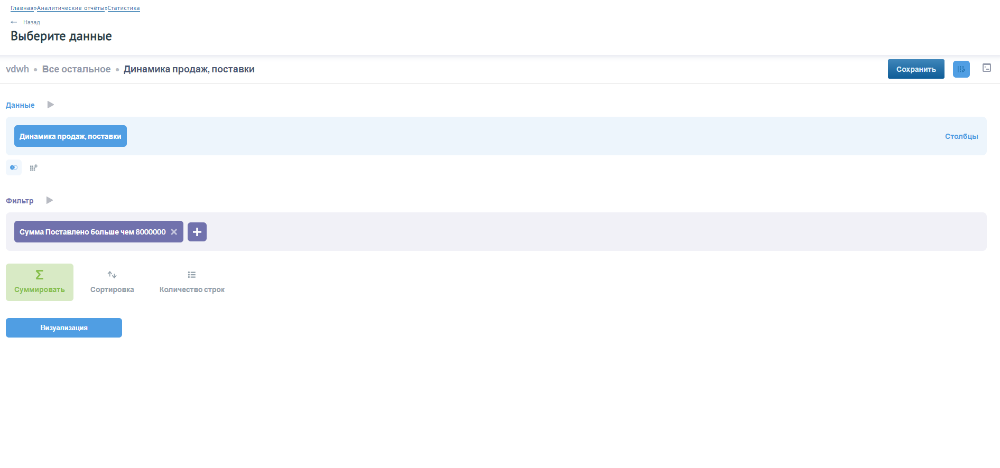 Главная»Аналитические отчёты»Статистика
← Назад
Выберите данные
vdwh • Все остальное • Динамика продаж, поставки
Сохранить
Данные
Динамика продаж, поставки
Столбцы
Фильтр
Сумма Поставлено больше чем 8000000
Суммировать
Сортировка
Количество строк
Визуализация